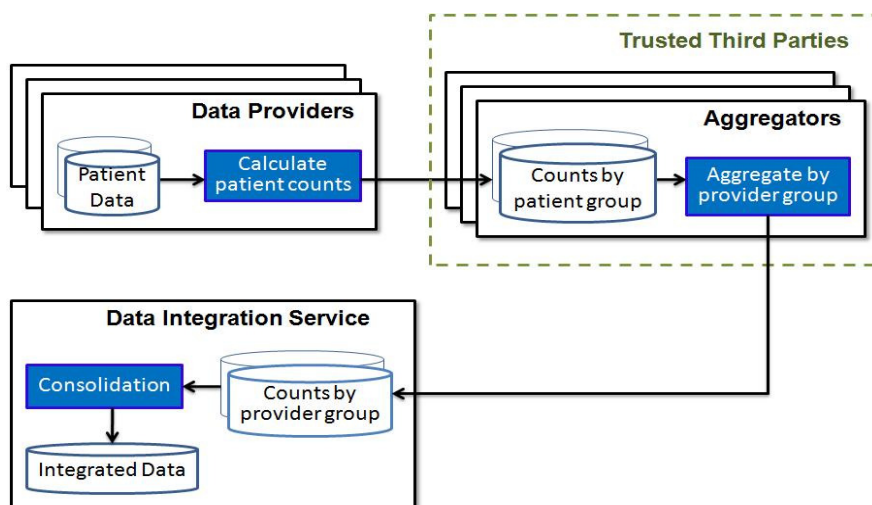 Trusted Third Parties
Data Providers
Patient
Data
Calculate
patient counts
Aggregators
Counts by
patient group
Aggregate by
provider group
Data Integration Service
Consolidation
Counts by
provider group
Integrated Data